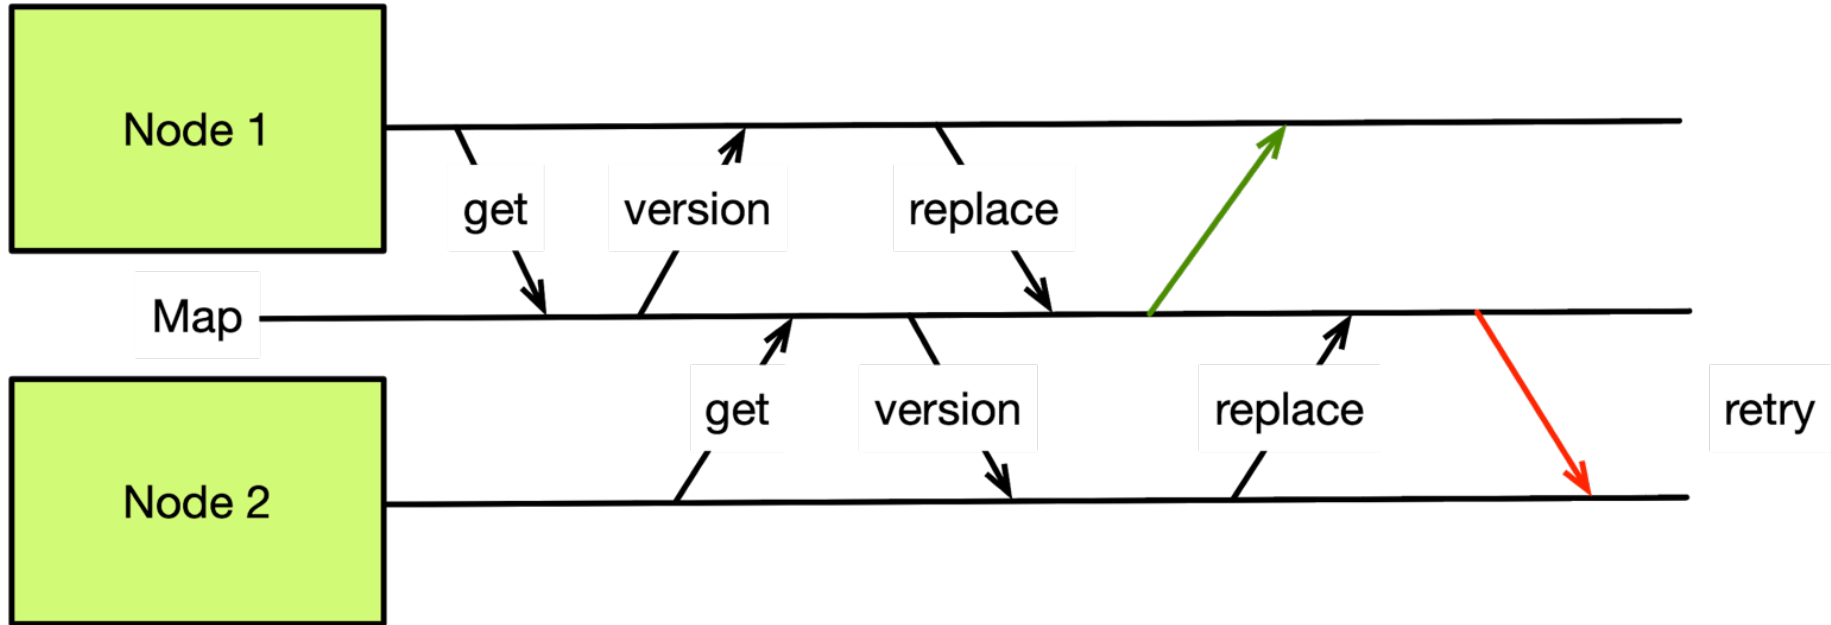 Node 1
get
version
replace
Map
get
version
replace
retry
Node 2